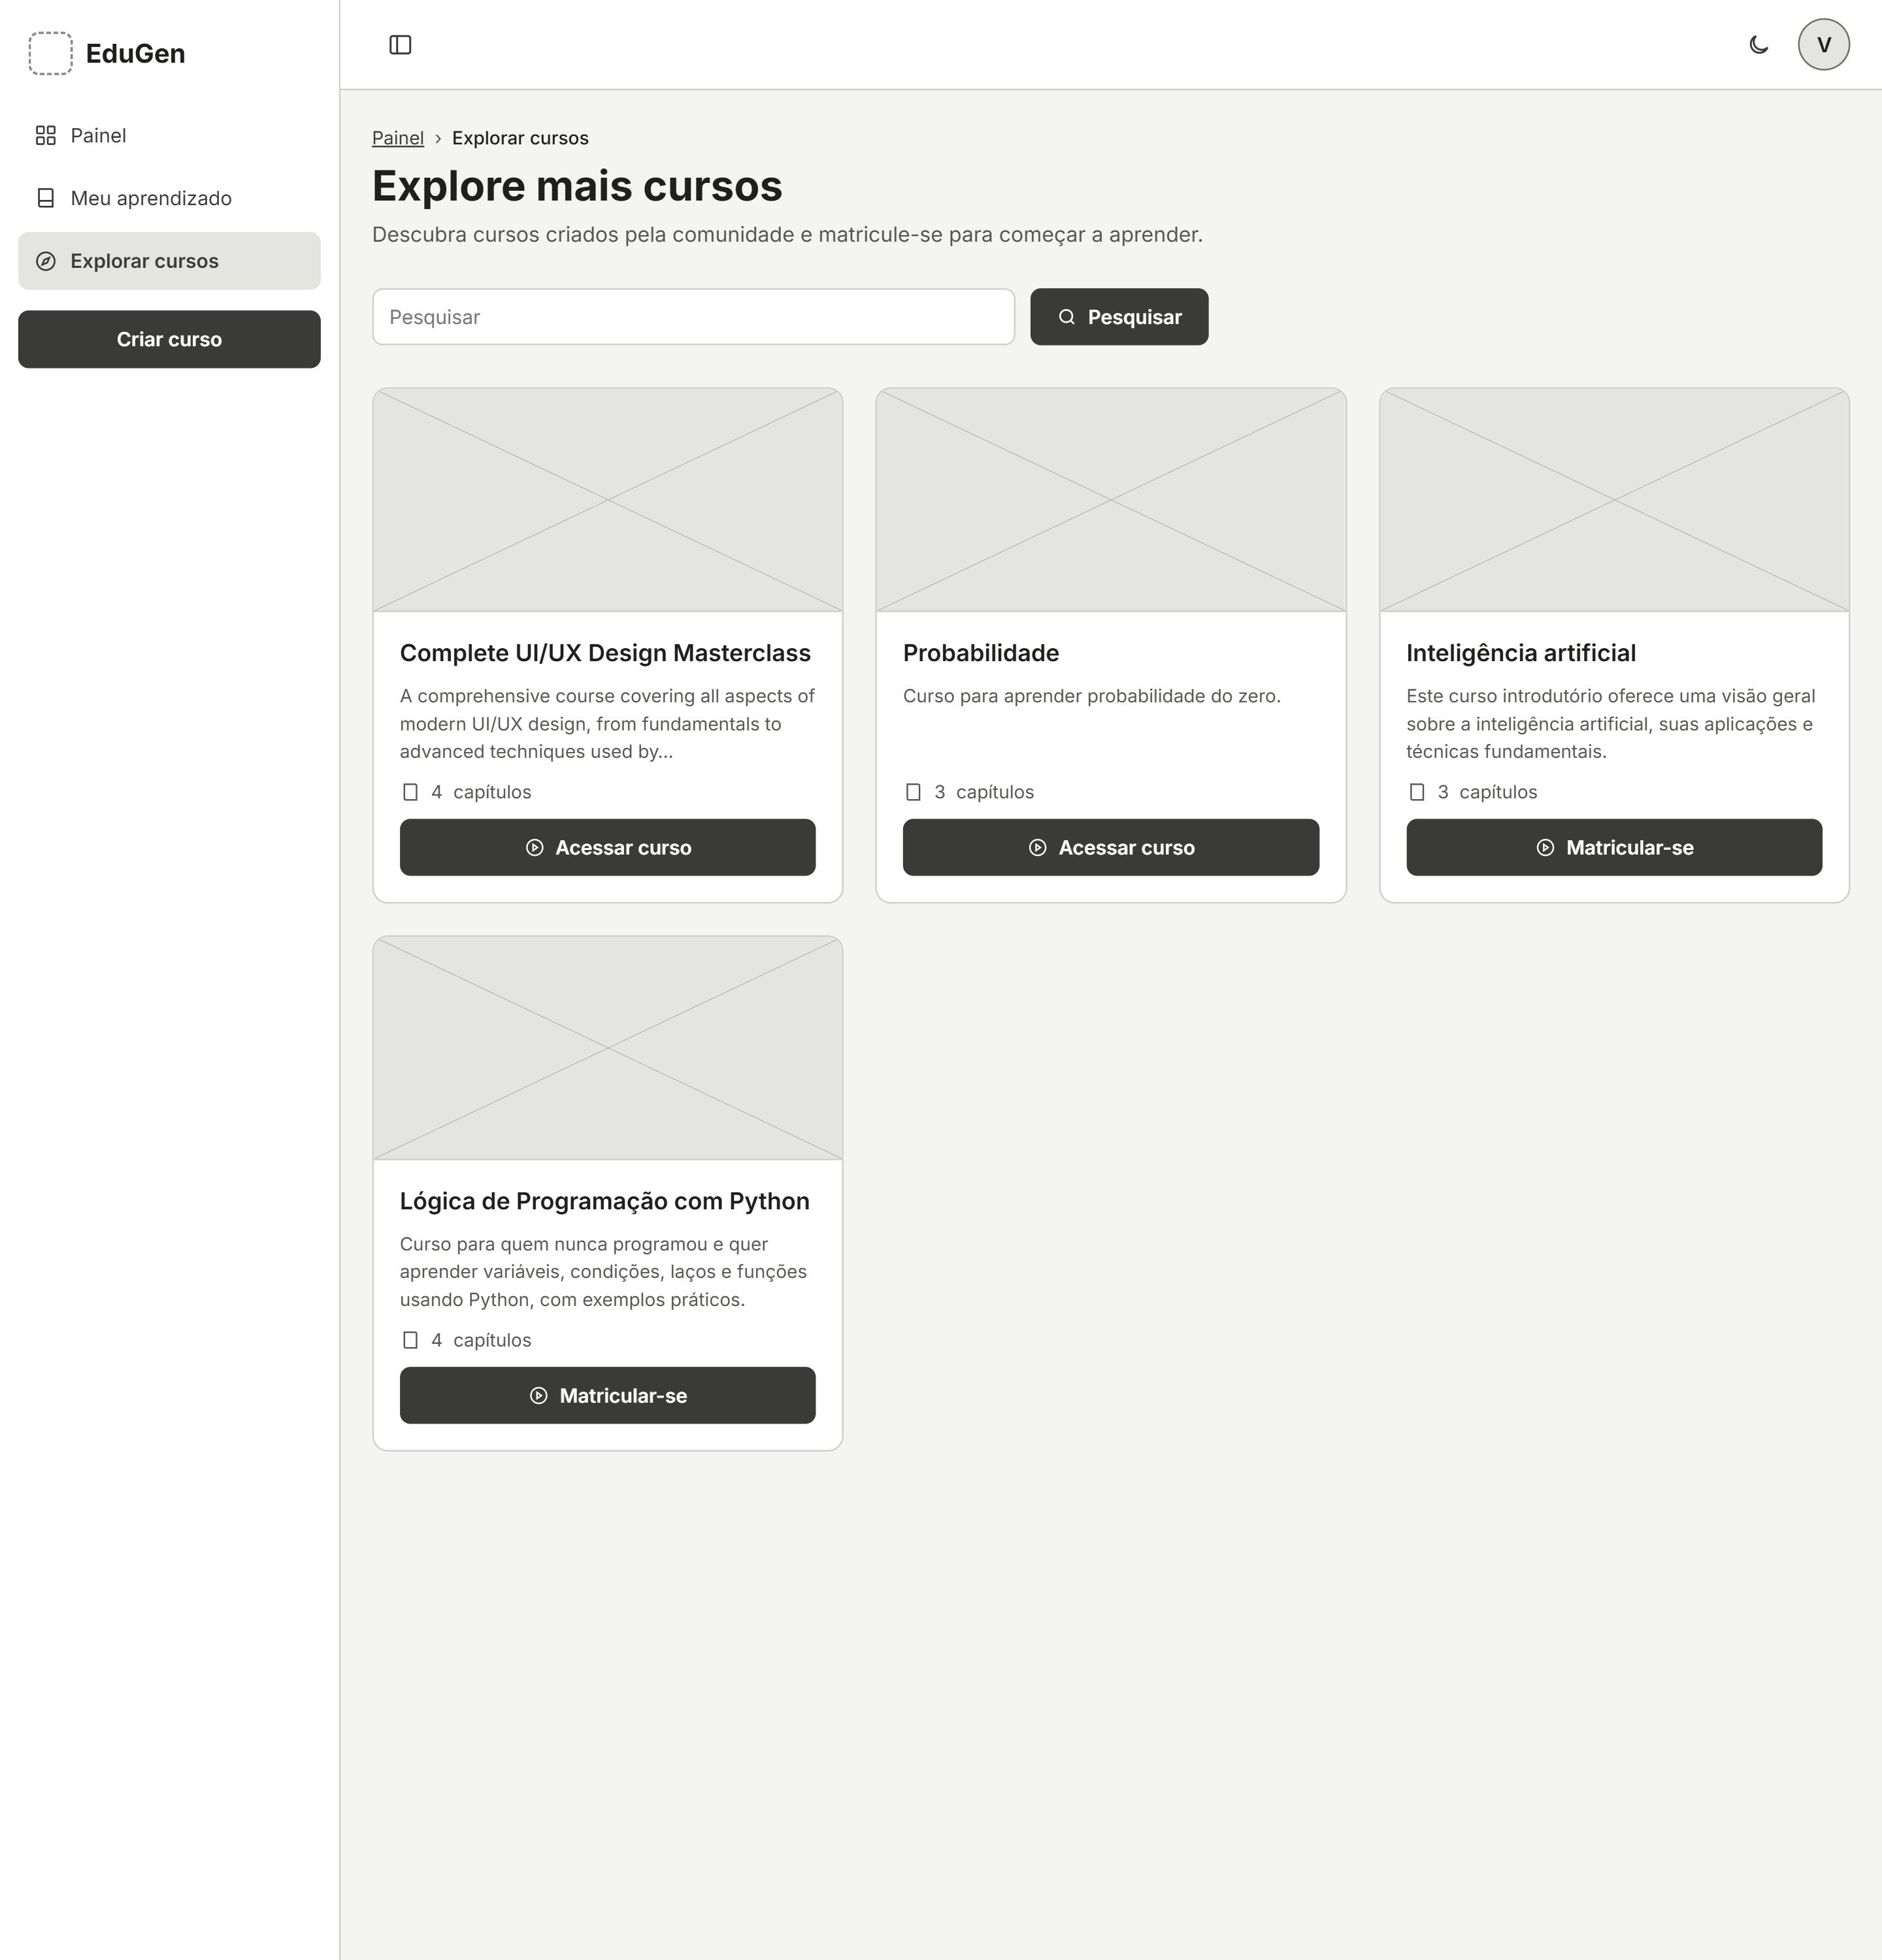 EduGen
Painel
Meu aprendizado
Explorar cursos
Criar curso
V
Painel › Explorar cursos
Explore mais cursos
Descubra cursos criados pela comunidade e matricule-se para começar a aprender.
Pesquisar
Pesquisar
Complete UI/UX Design Masterclass
A comprehensive course covering all aspects of
modern UI/UX design, from fundamentals to
advanced techniques used by...
4 capítulos
Acessar curso
Probabilidade
Curso para aprender probabilidade do zero.
3 capítulos
Acessar curso
Inteligência artificial
Este curso introdutório oferece uma visão geral
sobre a inteligência artificial, suas aplicações e
técnicas fundamentais.
3 capítulos
Matricular-se
Lógica de Programação com Python
Curso para quem nunca programou e quer
aprender variáveis, condições, laços e funções
usando Python, com exemplos práticos.
4 capítulos
Matricular-se